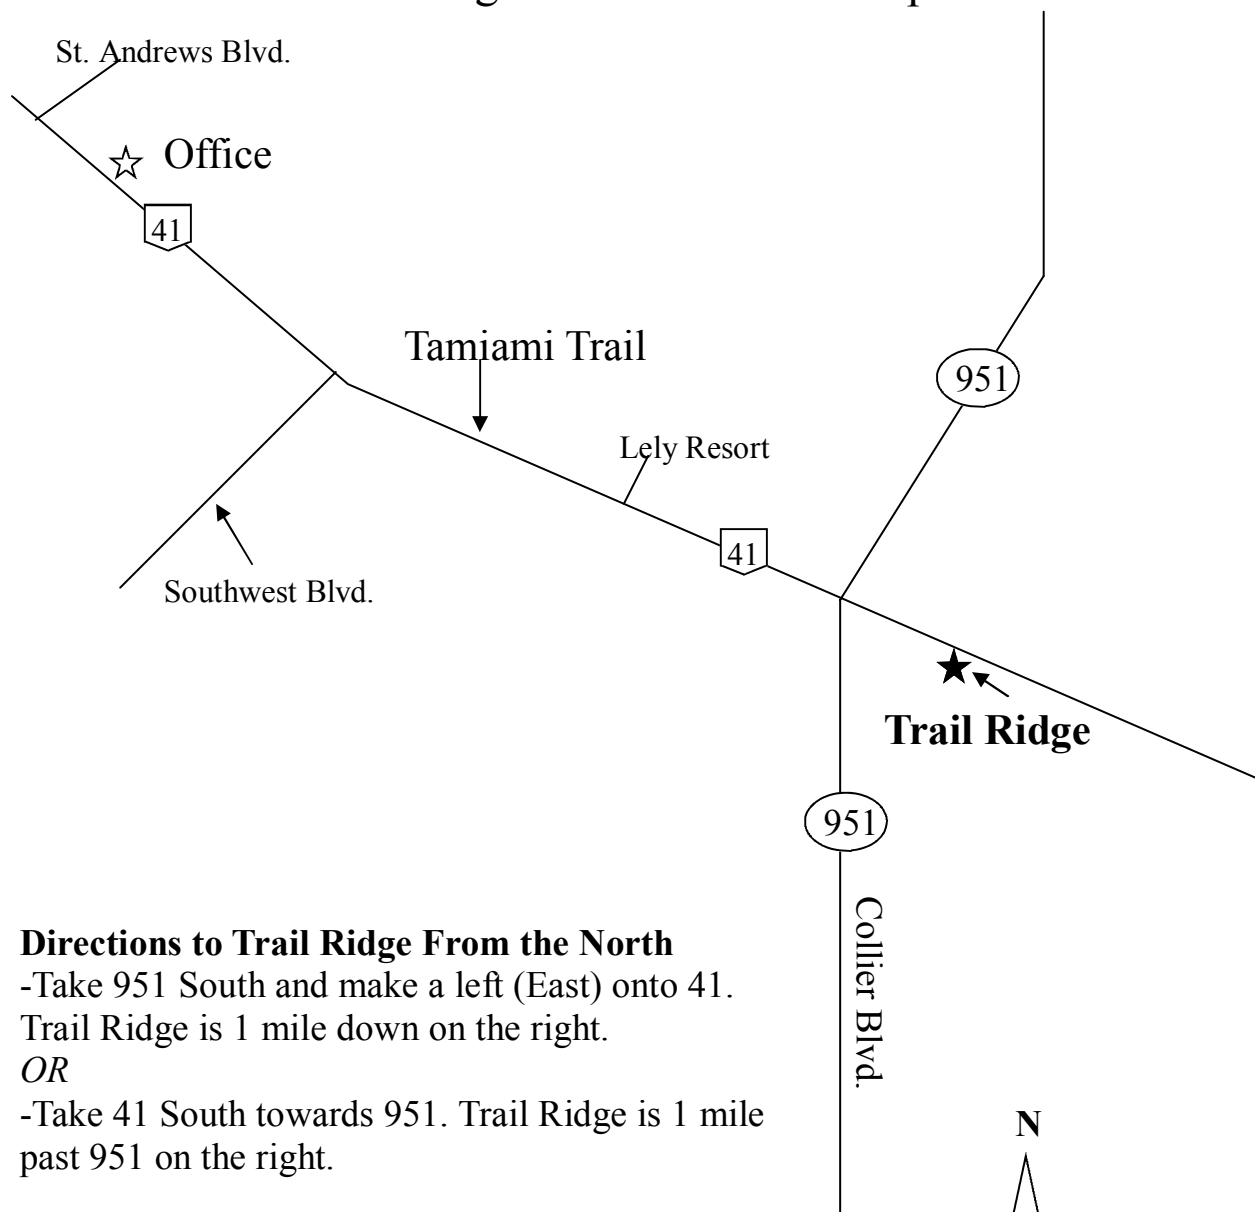 St. Andrews Blvd.
Office
41
Tamiami Trail
951
Lely Resort
41
Southwest Blvd.
Trail Ridge
951
Collier Blvd.
Directions to Trail Ridge From the North
-Take 951 South and make a left (East) onto 41.
Trail Ridge is 1 mile down on the right.
OR
-Take 41 South towards 951. Trail Ridge is 1 mile
past 951 on the right.
N